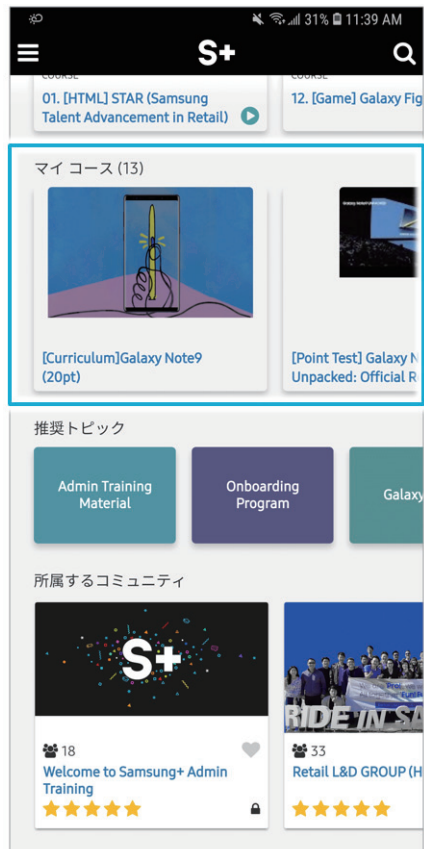 31% 11:39 AM
S+
COURSE
COURSE
01. [HTML] STAR (Samsung
Talent Advancement in Retail)
12. [Game] Galaxy Fig
マイ コース (13)
[Curriculum]Galaxy Note9
(20pt)
[Point Test] Galaxy N
Unpacked: Official R
推奨トピック
Admin Training
Material
Onboarding
Program
Galaxy
所属するコミュニティ
S+
RIDE IN SA
18
Welcome to Samsung+ Admin
Training
33
Retail L&D GROUP (H